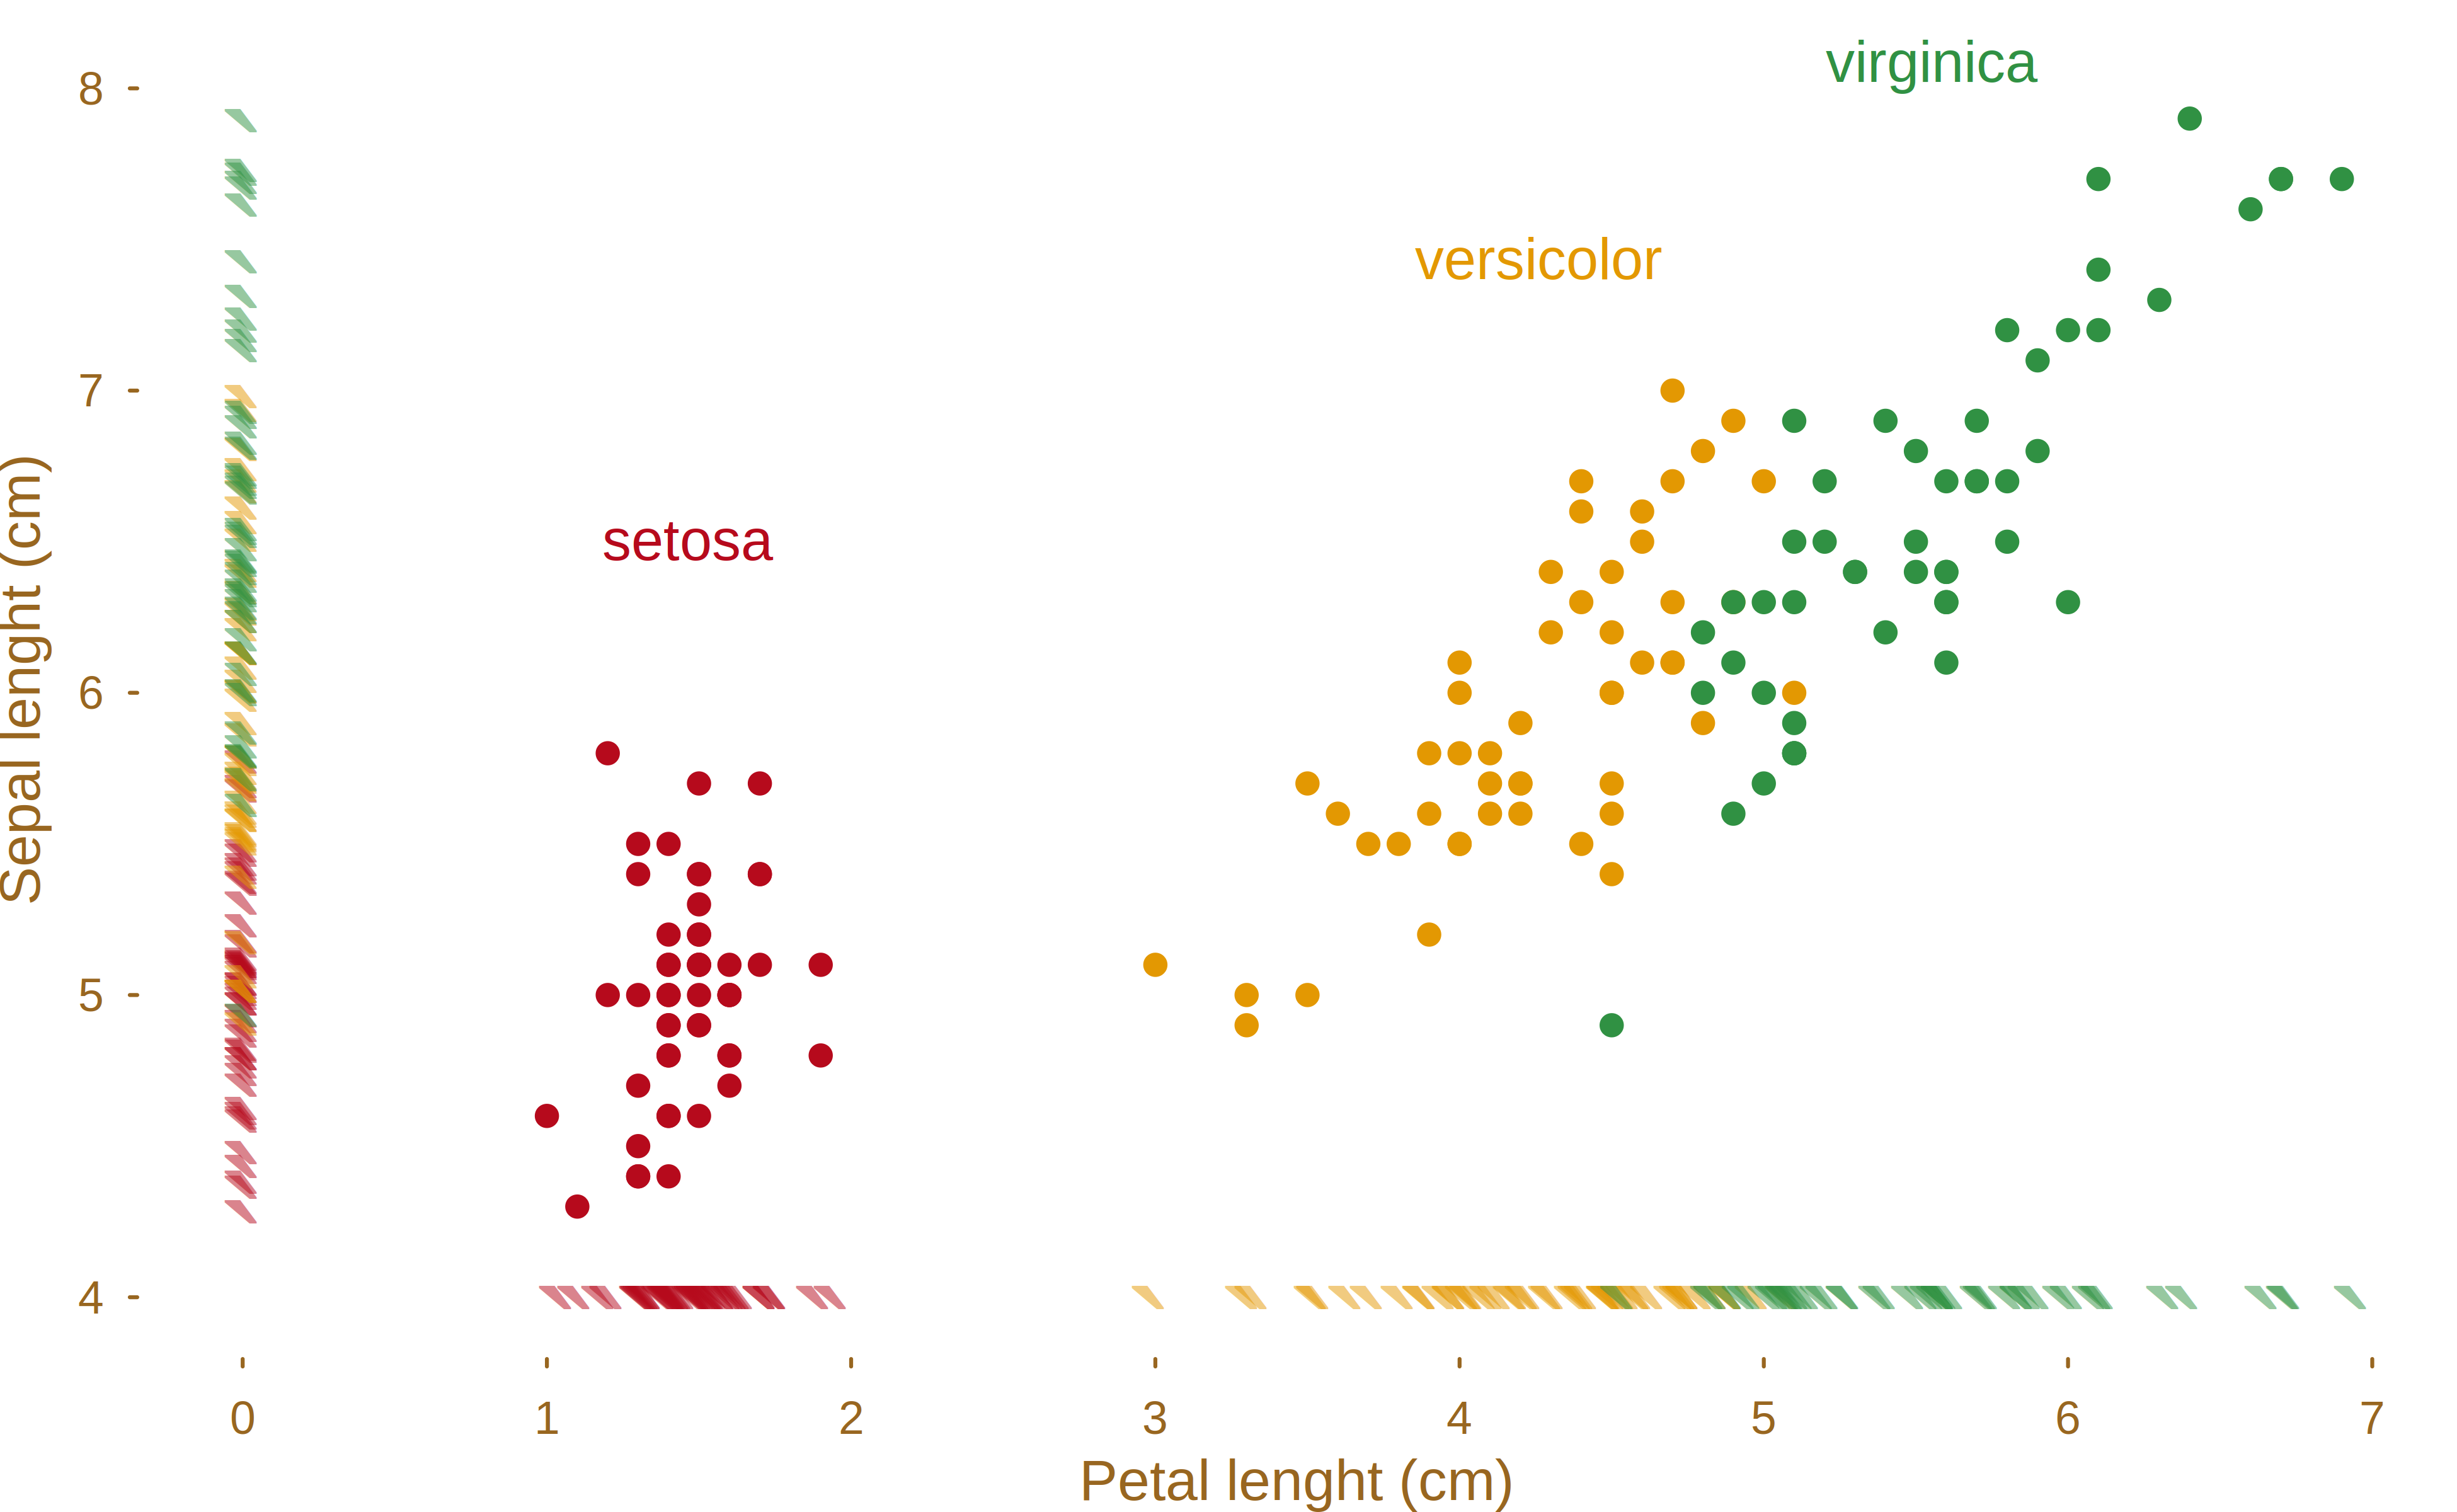 virginica
versicolor
setosa
8
7
6
5
4
Sepal lenght (cm)
0 1 2 3 4 5 6 7
Petal lenght (cm)